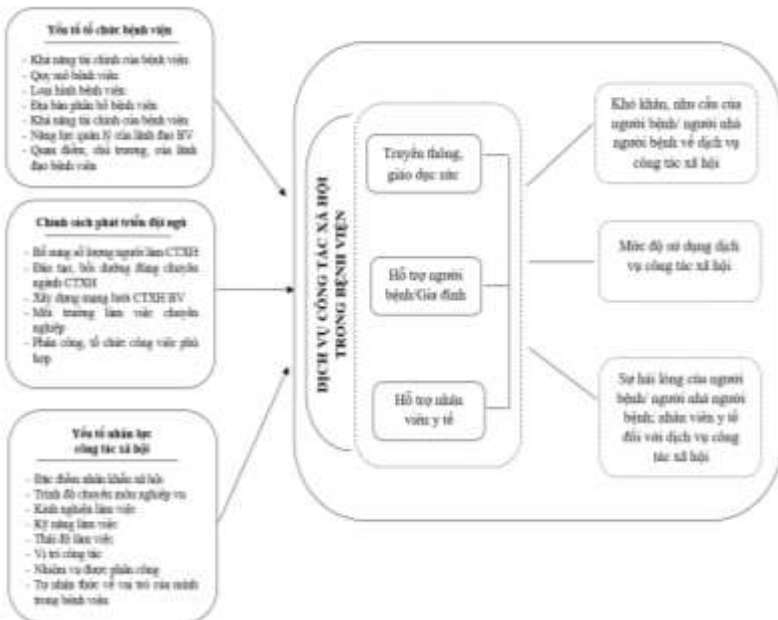 Yếu tố tổ chức bệnh viện
- Khả năng tài chính của bệnh viện
- Quy mô bệnh viện
- Loại hình bệnh viện
- Địa bàn phân bố bệnh viện
- Khả năng tài chính của bệnh viện
- Năng lực quản lý của lãnh đạo BV
- Quan điểm, chủ trương, của lãnh
đạo bệnh viện
Chính sách phát triển đội ngũ
- Bổ sung số lượng người làm CTXH
- Đào tạo, bồi dưỡng đúng chuyên
ngành CTXH
- Xây dựng mạng lưới CTXH BV
- Môi trường làm việc chuyên
nghiệp
- Phân công, tổ chức công việc phù
hợp
Yếu tố nhân lực
công tác xã hội
- Đặc điểm nhân khẩu xã hội
- Trình độ chuyên môn nghiệp vụ
- Kinh nghiệm làm việc
- Kỹ năng làm việc
- Thái độ làm việc
- Vị trí công tác
- Nhiệm vụ được phân công
- Tự nhận thức về vai trò của mình
trong bệnh viện
DỊCH VỤ CÔNG TÁC XÃ HỘI
TRONG BỆNH VIỆN
Truyền thông,
giáo dục sức
Hỗ trợ người
bệnh/Gia đình
Hỗ trợ nhân
viên y tế
Khó khăn, nhu cầu của
người bệnh/ người nhà
người bệnh về dịch vụ
công tác xã hội
Mức độ sử dụng dịch
vụ công tác xã hội
Sự hài lòng của người
bệnh/ người nhà người
bệnh; nhân viên y tế
đối với dịch vụ công
tác xã hội